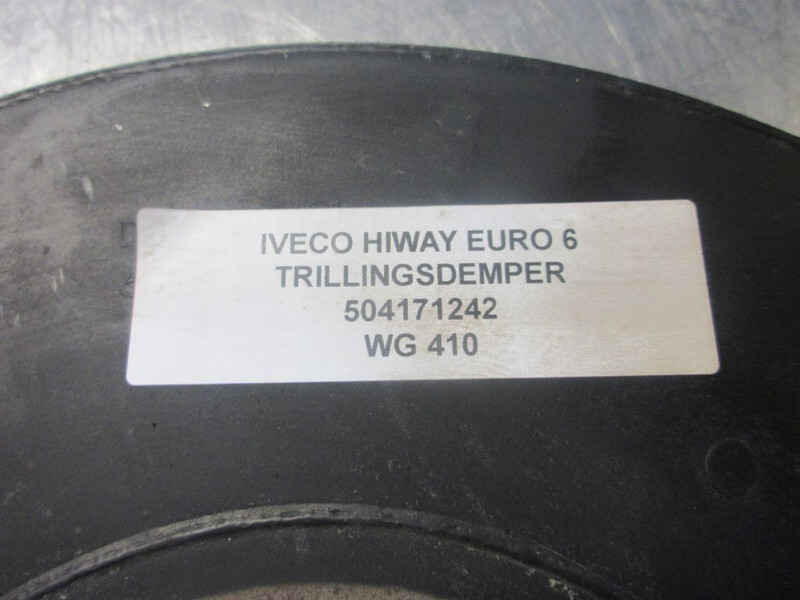 IVECO HIWAY EURO 6
TRILLINGSDEMPER
504171242
WG 410